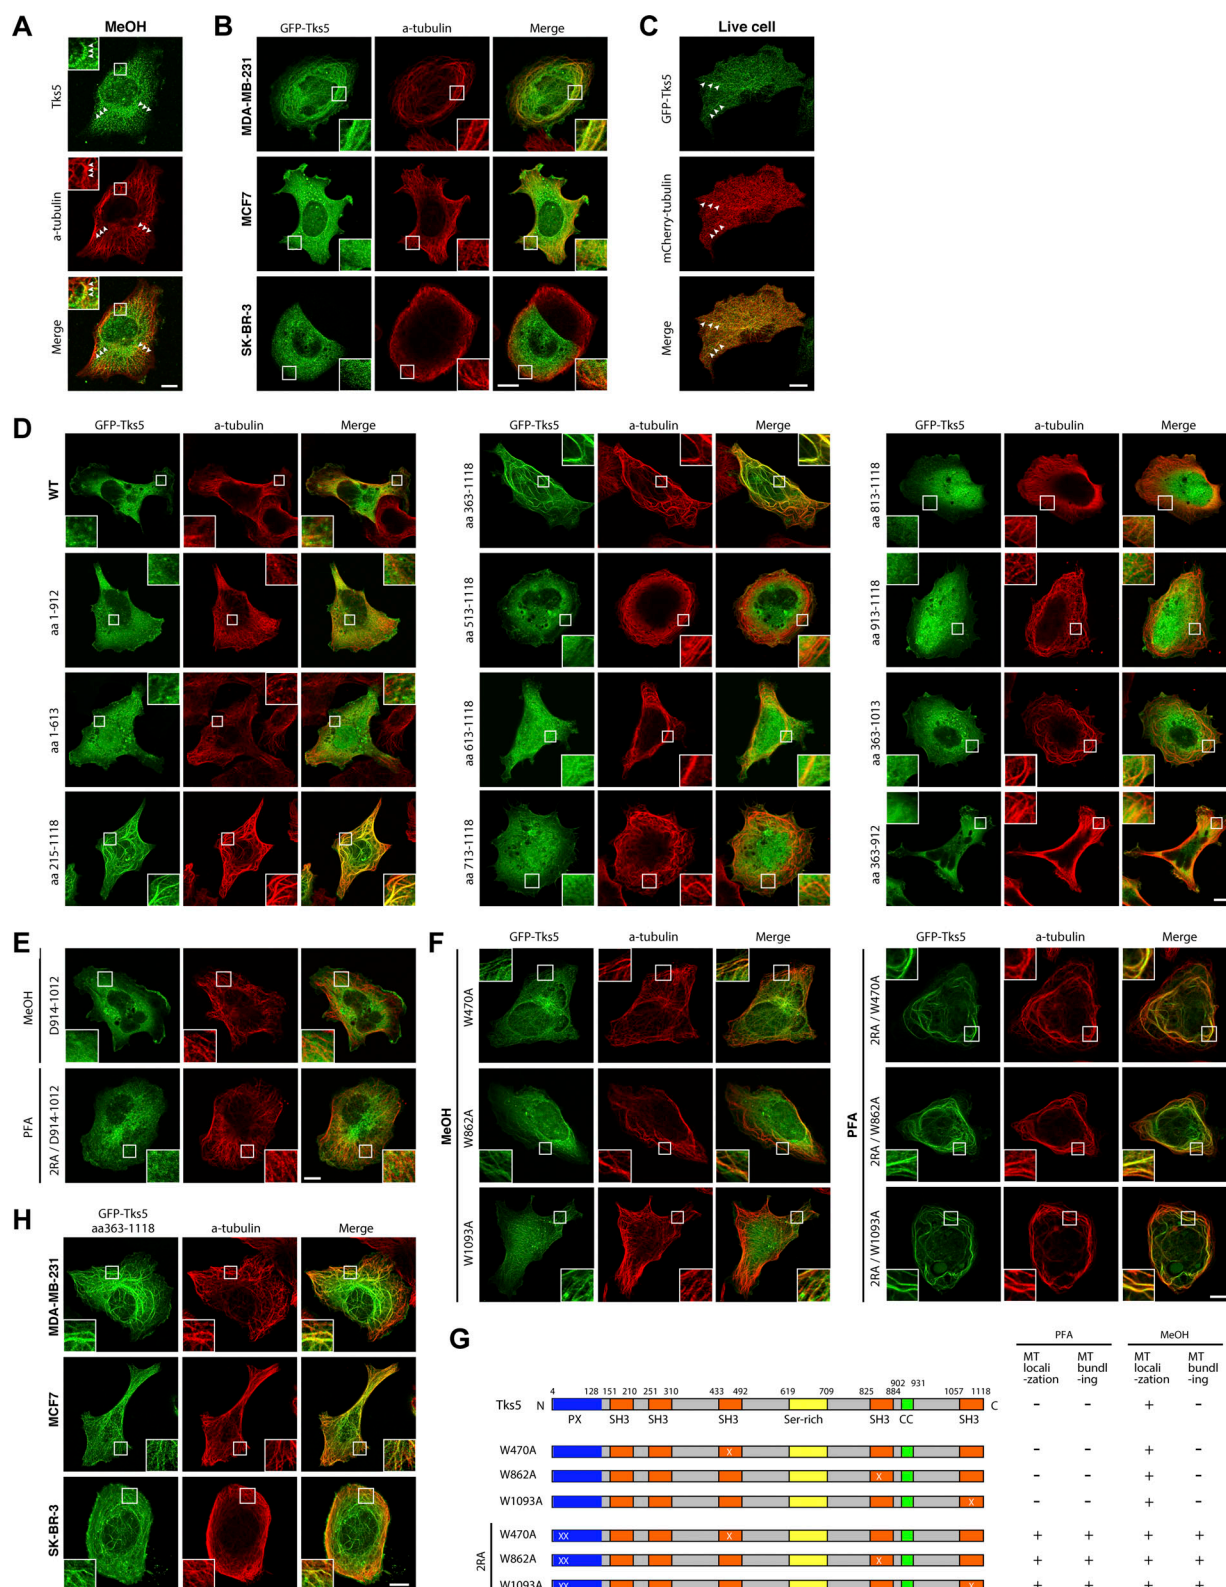 A
MeOH
Tks5
a-tubulin
Merge
B
GFP-Tks5 a-tubulin Merge
MDA-MB-231
MCF7
SK-BR-3
C
Live cell
GFP-Tks5
mCherry-tubulin
Merge
D
GFP-Tks5 a-tubulin Merge
WT
aa 1-912
aa 1-613
aa 215-1118
GFP-Tks5 a-tubulin Merge
aa 363-1118
aa 513-1118
aa 613-1118
aa 713-1118
GFP-Tks5 a-tubulin Merge
aa 813-1118
aa 913-1118
aa 363-1013
aa 363-912
E
GFP-Tks5 a-tubulin Merge
MeOH
D914-1012
PFA
2RA / D914-1012
F
GFP-Tks5 a-tubulin Merge
MeOH
W470A
W862A
W1093A
GFP-Tks5 a-tubulin Merge
PFA
2RA / W470A
2RA / W862A
2RA / W1093A
H
GFP-Tks5
aa363-1118 a-tubulin Merge
MDA-MB-231
MCF7
SK-BR-3
G
PFA MeOH
MT locali-zation MT bundl-ing MT locali-zation MT bundl-ing
4 128 151 210 251 310 433 492 619 709 825 884 902 931 1057 1118
Tks5 N C - - + -
PX SH3 SH3 SH3 Ser-rich SH3 CC SH3
W470A X - - + -
W862A X - - + -
W1093A X - - + -
2RA
W470A XX X + + + +
W862A XX X + + + +
W1093A XX X + + + +